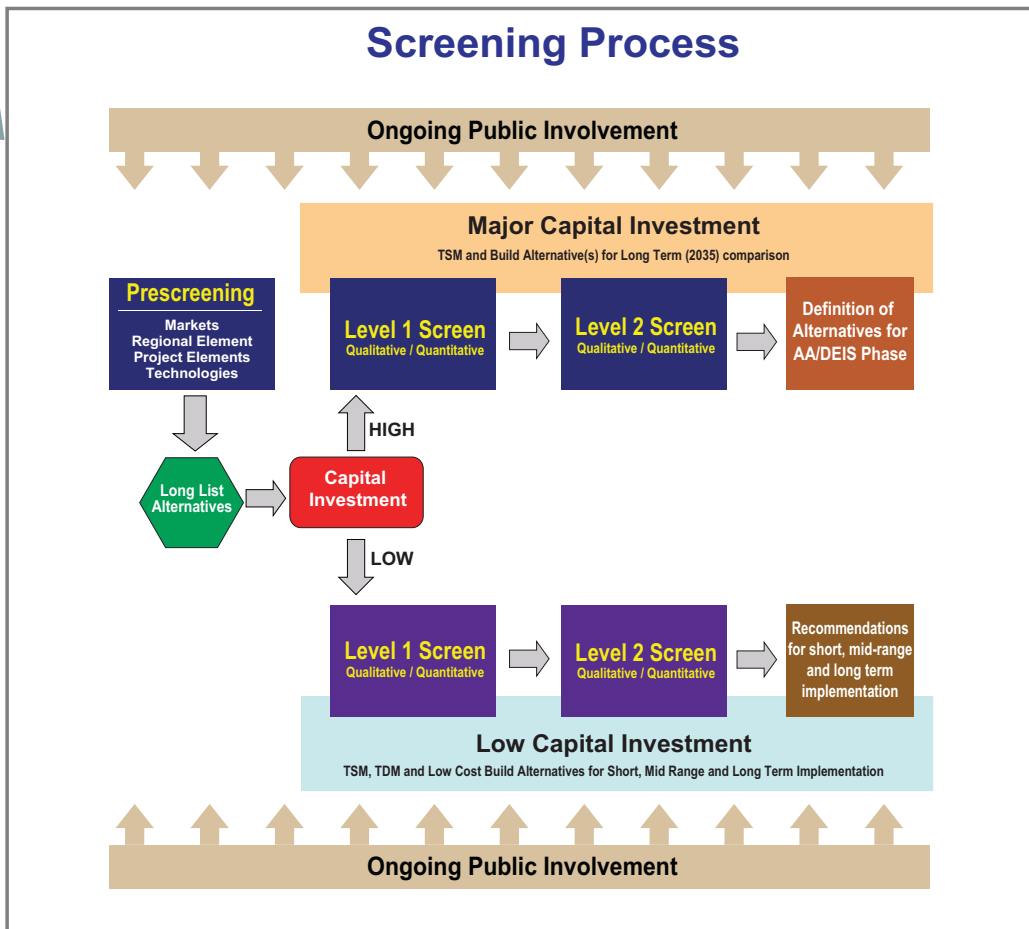 Screening Process
Ongoing Public Involvement
Major Capital Investment
TSM and Build Alternative(s) for Long Term (2035) comparison
Prescreening
Markets
Regional Element
Project Elements
Technologies
Level 1 Screen
Qualitative / Quantitative
Level 2 Screen
Qualitative / Quantitative
Definition of
Alternatives for
AA/DEIS Phase
HIGH
Long List
Alternatives
Capital
Investment
LOW
Level 1 Screen
Qualitative / Quantitative
Level 2 Screen
Qualitative / Quantitative
Recommendations
for short, mid-range
and long term
implementation
Low Capital Investment
TSM, TDM and Low Cost Build Alternatives for Short, Mid Range and Long Term Implementation
Ongoing Public Involvement